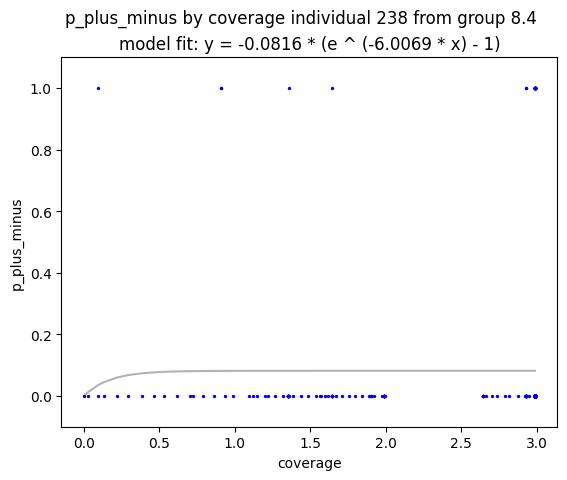 p_plus_minus by coverage individual 238 from group 8.4
model fit: y = -0.0816 * (e ^ (-6.0069 * x) - 1)
1.0
0.8
0.6
0.4
0.2
0.0
p_plus_minus
0.0 0.5 1.0 1.5 2.0 2.5 3.0
coverage